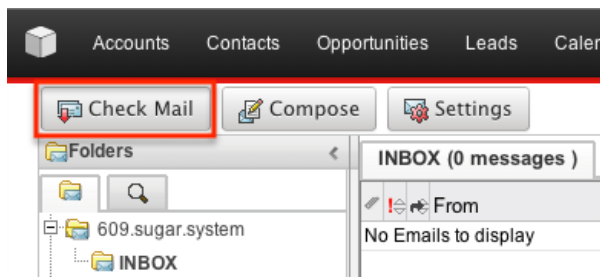 Accounts Contacts Opportunities Leads
Check Mail Compose Settings
Folders
INBOX (0 messages )
From
609.sugar.system
No Emails to display
INBOX